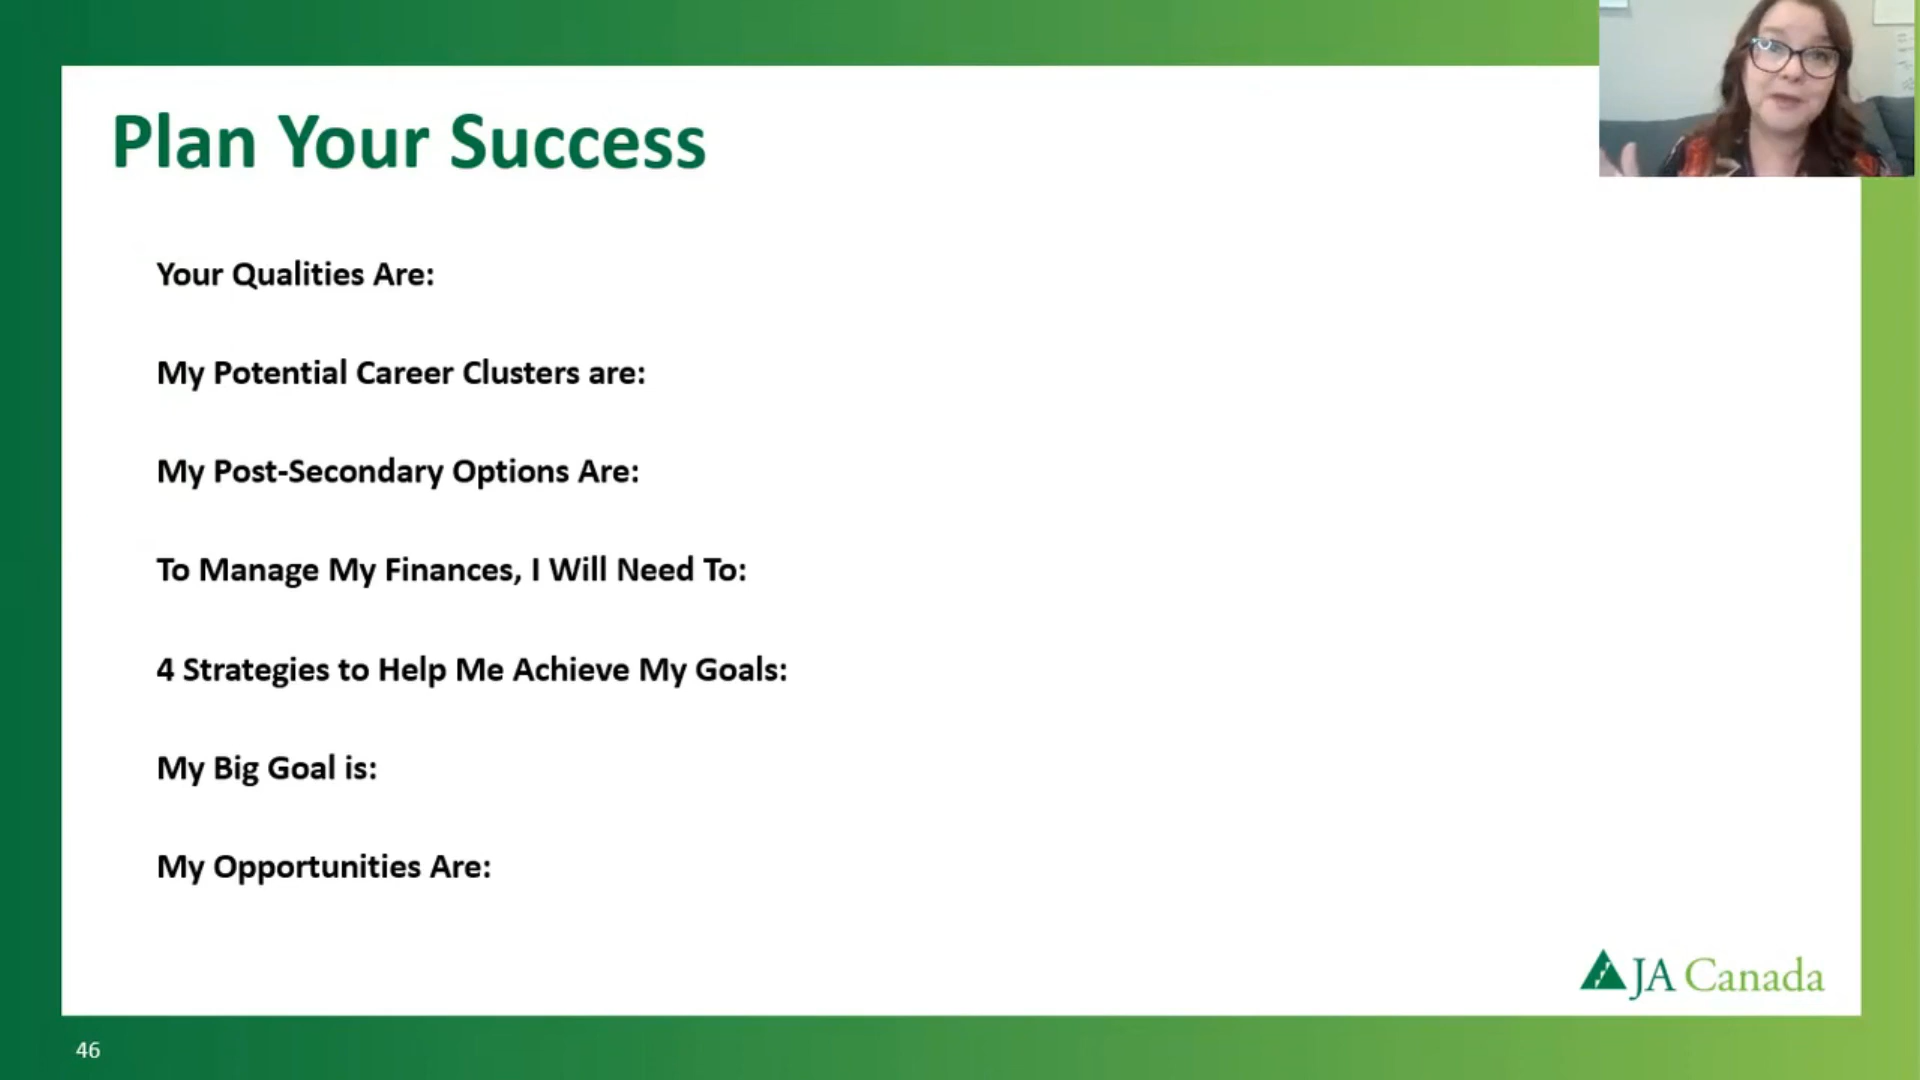 Plan Your Success
Your Qualities Are:
My Potential Career Clusters are:
My Post-Secondary Options Are:
To Manage My Finances, I Will Need To:
4 Strategies to Help Me Achieve My Goals:
My Big Goal is:
My Opportunities Are:
JA Canada
46